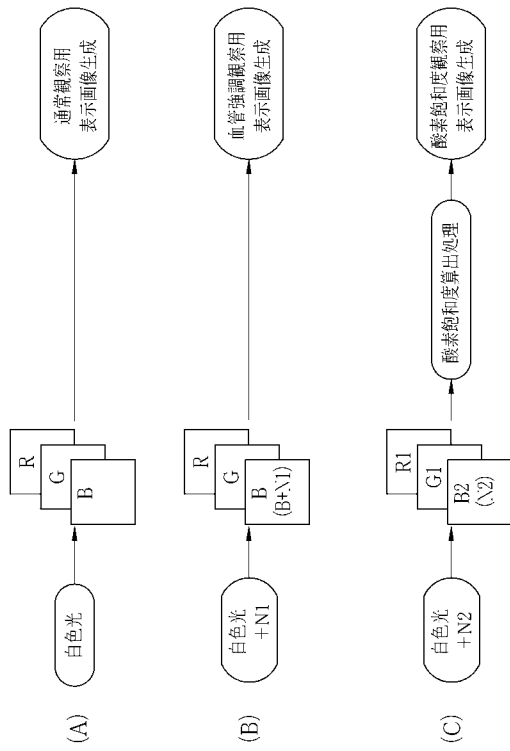 (A)
白色光
R
G
B
通常観察用
表示画像生成
(B)
白色光
+N1
R
G
B
(B+N1)
血管強調観察用
表示画像生成
(C)
白色光
+N2
R1
G1
B2
(N2)
酸素飽和度算出処理
酸素飽和度観察用
表示画像生成